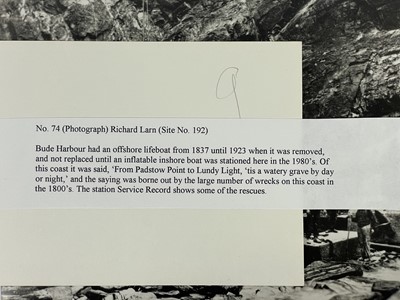 No. 74 (Photograph) Richard Larn (Site No. 192)
Bude Harbour had an offshore lifeboat from 1837 until 1923 when it was removed,
and not replaced until an inflatable inshore boat was stationed here in the 1980's. Of
this coast it was said, 'From Padstow Point to Lundy Light, 'tis a watery grave by day
or night,' and the saying was borne out by the large number of wrecks on this coast in
the 1800's. The station Service Record shows some of the rescues.